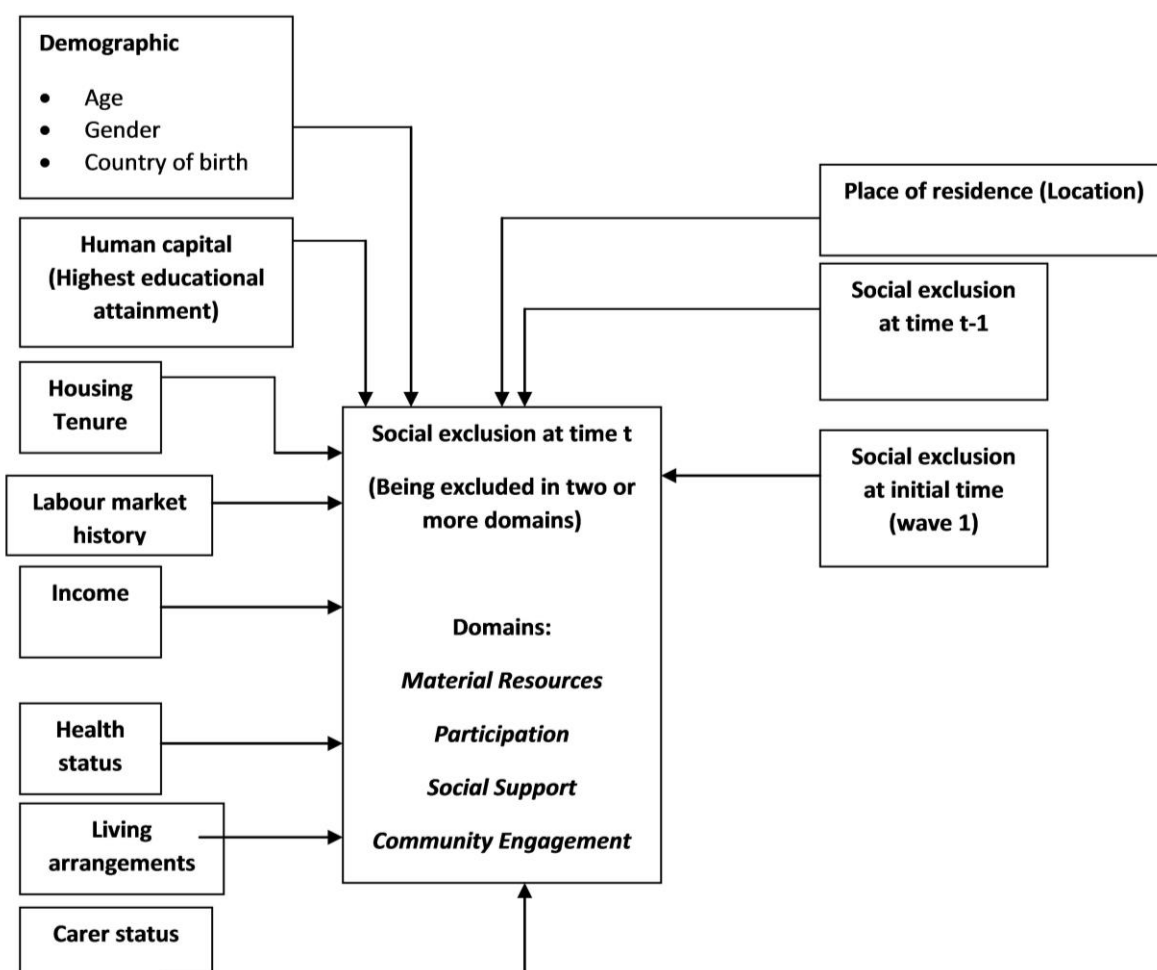 Demographic
• Age
• Gender
• Country of birth
Human capital
(Highest educational
attainment)
Housing
Tenure
Labour market
history
Income
Health
status
Living
arrangements
Carer status
Social exclusion at time t
(Being excluded in two or
more domains)
Domains:
Material Resources
Participation
Social Support
Community Engagement
Place of residence (Location)
Social exclusion
at time t-1
Social exclusion
at initial time
(wave 1)